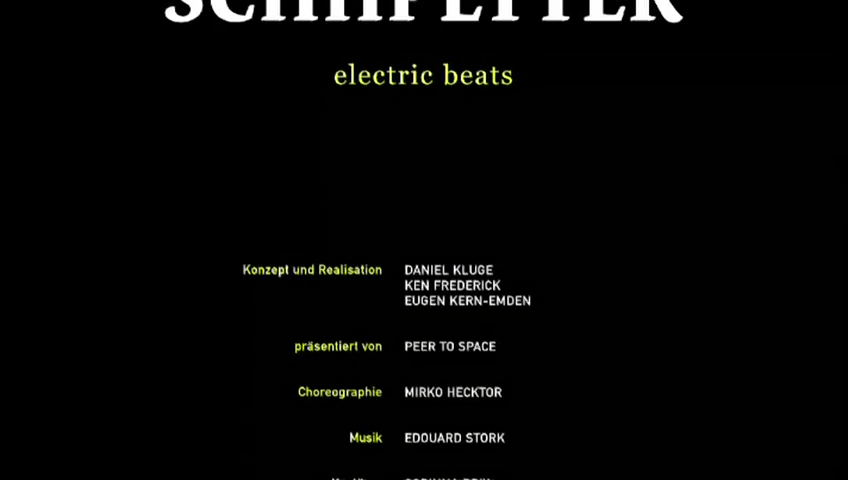 electric beats
Konzept und Realisation DANIEL KLUGE
KEN FREDERICK
EUGEN KERN-EMDEN
präsentiert von PEER TO SPACE
Choreographie MIRKO HECKTOR
Musik EDOUARD STORK